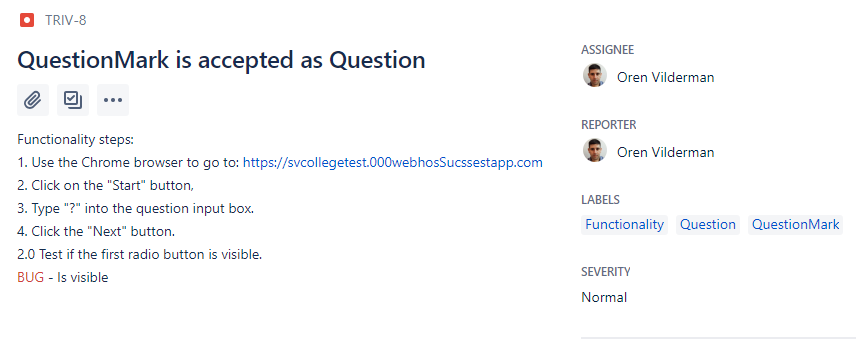 TRIV-8
QuestionMark is accepted as Question
Functionality steps:
1. Use the Chrome browser to go to: https://svcollegetest.000webhosSucssestapp.com
2. Click on the "Start" button,
3. Type "?" into the question input box.
4. Click the "Next" button.
2.0 Test if the first radio button is visible.
BUG - Is visible
ASSIGNEE
Oren Vilderman
REPORTER
Oren Vilderman
LABELS
Functionality Question QuestionMark
SEVERITY
Normal